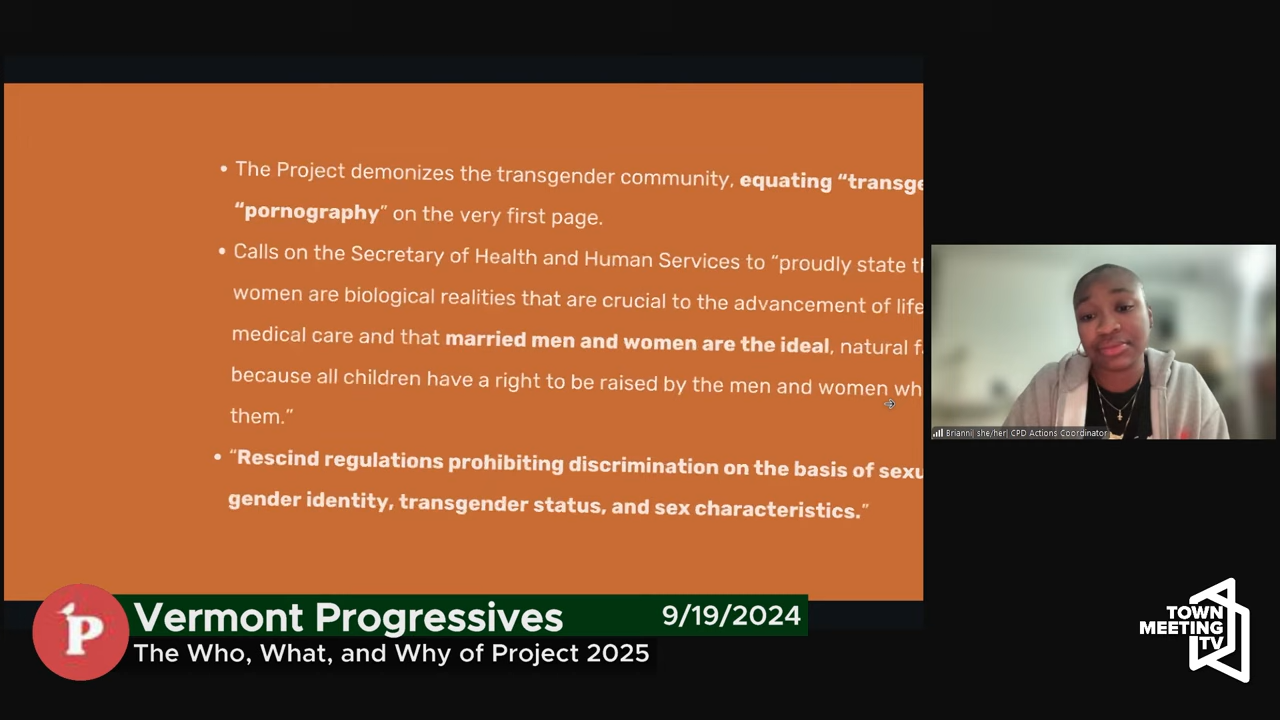 • The Project demonizes the transgender community, equating “transge
“pornography” on the very first page.
• Calls on the Secretary of Health and Human Services to “proudly state t
women are biological realities that are crucial to the advancement of life
medical care and that married men and women are the ideal, natural f
because all children have a right to be raised by the men and women wh
them.”
• “Rescind regulations prohibiting discrimination on the basis of sexu
gender identity, transgender status, and sex characteristics.”
Brianni| she/her| CPD Actions Coordinator
P
Vermont Progressives
9/19/2024
The Who, What, and Why of Project 2025
TOWN
MEETING
TV